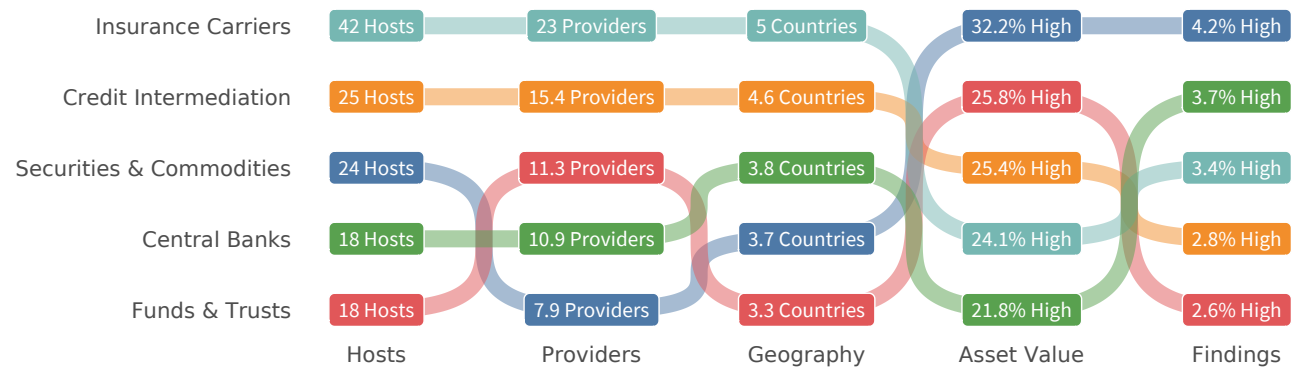 Insurance Carriers 42 Hosts 23 Providers 5 Countries 32.2% High 4.2% High
Credit Intermediation 25 Hosts 15.4 Providers 4.6 Countries 25.8% High 3.7% High
Securities & Commodities 24 Hosts 11.3 Providers 3.8 Countries 25.4% High 3.4% High
Central Banks 18 Hosts 10.9 Providers 3.7 Countries 24.1% High 2.8% High
Funds & Trusts 18 Hosts 7.9 Providers 3.3 Countries 21.8% High 2.6% High
Hosts Providers Geography Asset Value Findings